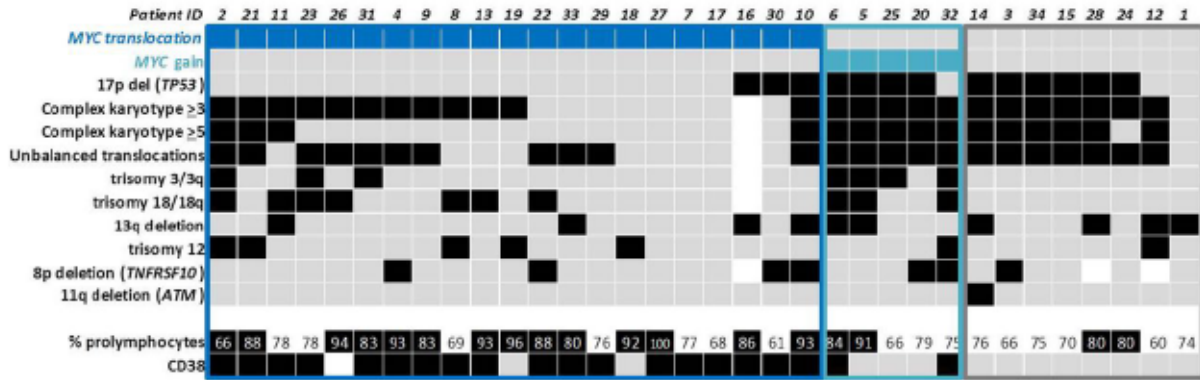 Patient ID 2 21 11 23 26 31 4 9 8 13 19 22 33 29 18 27 7 17 16 30 10 6 5 25 20 32 14 3 34 15 28 24 12 1
MYC translocation
MYC gain
17p del (TP53)
Complex karyotype ≥3
Complex karyotype ≥5
Unbalanced translocations
trisomy 3/3q
trisomy 18/18q
13q deletion
trisomy 12
8p deletion (TNFRSF10)
11q deletion (ATM)
% prolymphocytes 66 88 78 78 94 83 93 83 69 93 96 88 80 76 92 100 77 68 86 61 93 84 91 66 79 75 76 66 75 70 80 80 60 74
CD38